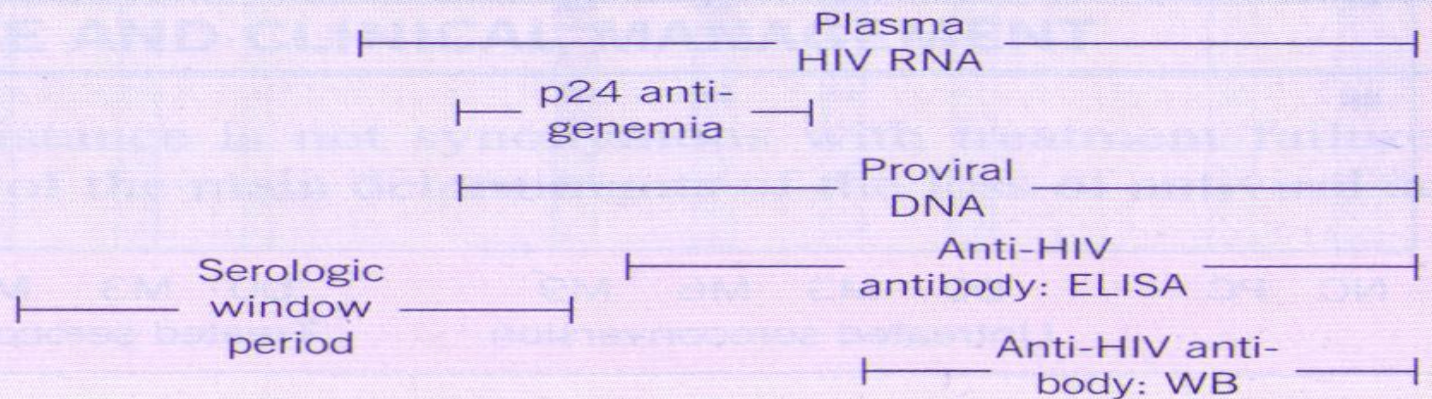 Plasma
HIV RNA
p24 anti-
genemia
Proviral
DNA
Anti-HIV
antibody: ELISA
Serologic
window
period
Anti-HIV anti-
body: WB